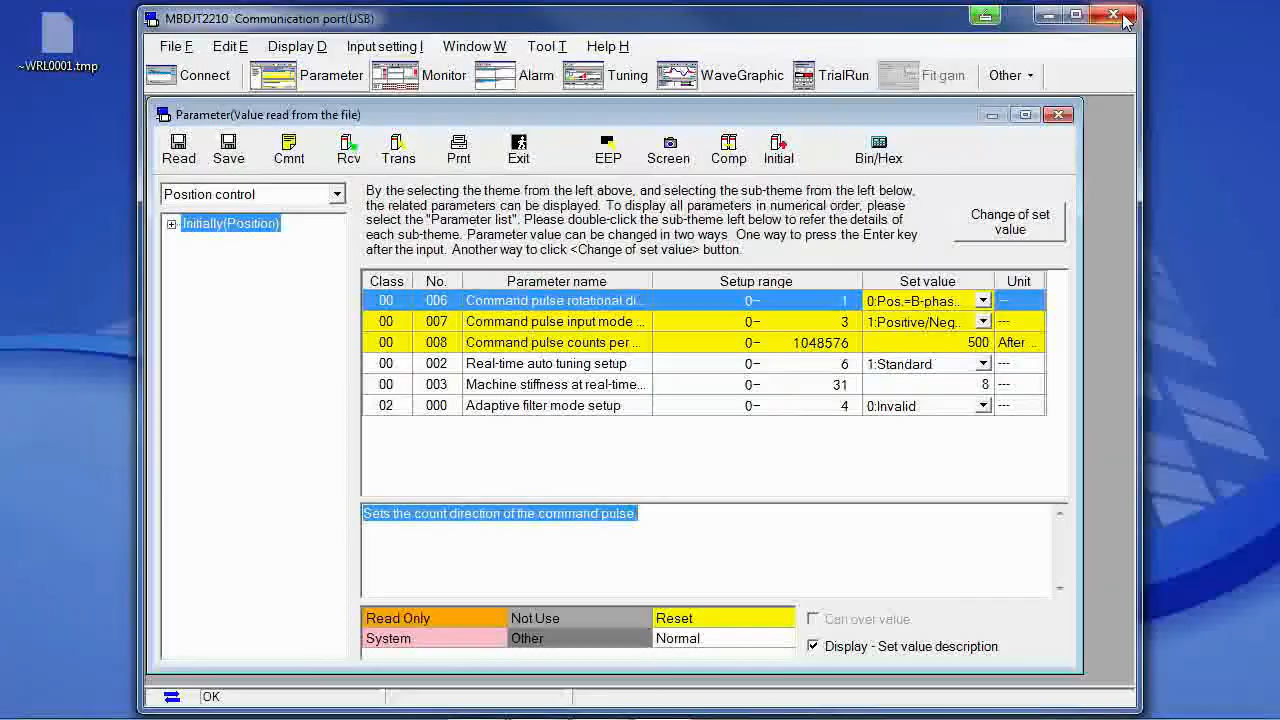 ~WRL0001.tmp
MBDJT2210 Communication port(USB)
File F Edit E Display D Input setting I Window W Tool T Help H
Connect Parameter Monitor Alarm Tuning WaveGraphic TrialRun Fit gain Other
Parameter(Value read from the file)
Read Save Cmnt Rcv Trans Prnt Exit EEP Screen Comp Initial Bin/Hex
Position control
Initially(Position)
By the selecting the theme from the left above, and selecting the sub-theme from the left below,
the related parameters can be displayed. To display all parameters in numerical order, please
select the "Parameter list". Please double-click the sub-theme left below to refer the details
each sub-theme. Parameter value can be changed in two ways. One way to press the Enter key
after the input. Another way to click <Change of set value> button.
Change of set
value
Class No. Parameter name Setup range Set value Unit
00 006 Command pulse rotational di... 0~ 1 0:Pos.=B-phas.. ---
00 007 Command pulse input mode ... 0~ 3 1:Positive/Neg.. ---
00 008 Command pulse counts per ... 0~ 1048576 500 After ..
00 002 Real-time auto tuning setup 0~ 6 1:Standard ---
00 003 Machine stiffness at real-time... 0~ 31 8 ---
02 000 Adaptive filter mode setup 0~ 4 0:Invalid ---
Sets the count direction of the command pulse.
Read Only Not Use Reset
System Other Normal
Can over value
Display - Set value description
OK